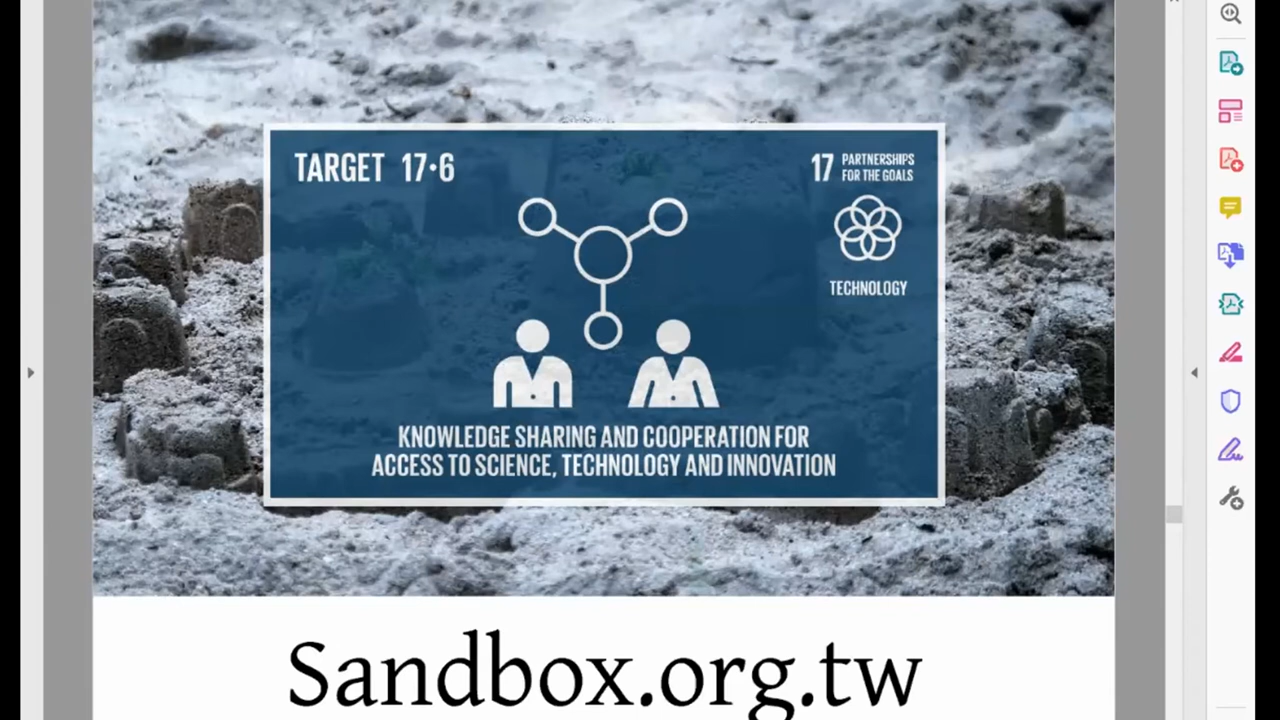 TARGET 17·6
17 PARTNERSHIPS
FOR THE GOALS
TECHNOLOGY
KNOWLEDGE SHARING AND COOPERATION FOR
ACCESS TO SCIENCE, TECHNOLOGY AND INNOVATION
Sandbox.org.tw